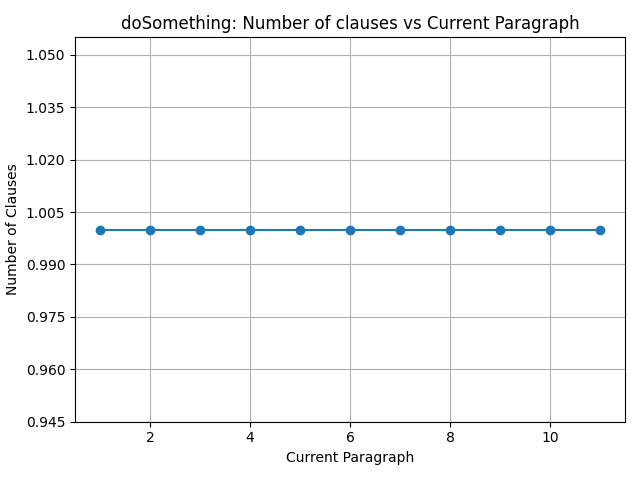 doSomething: Number of clauses vs Current Paragraph
1.050
1.035
1.020
1.005
0.990
0.975
0.960
0.945
Number of Clauses
2 4 6 8 10
Current Paragraph